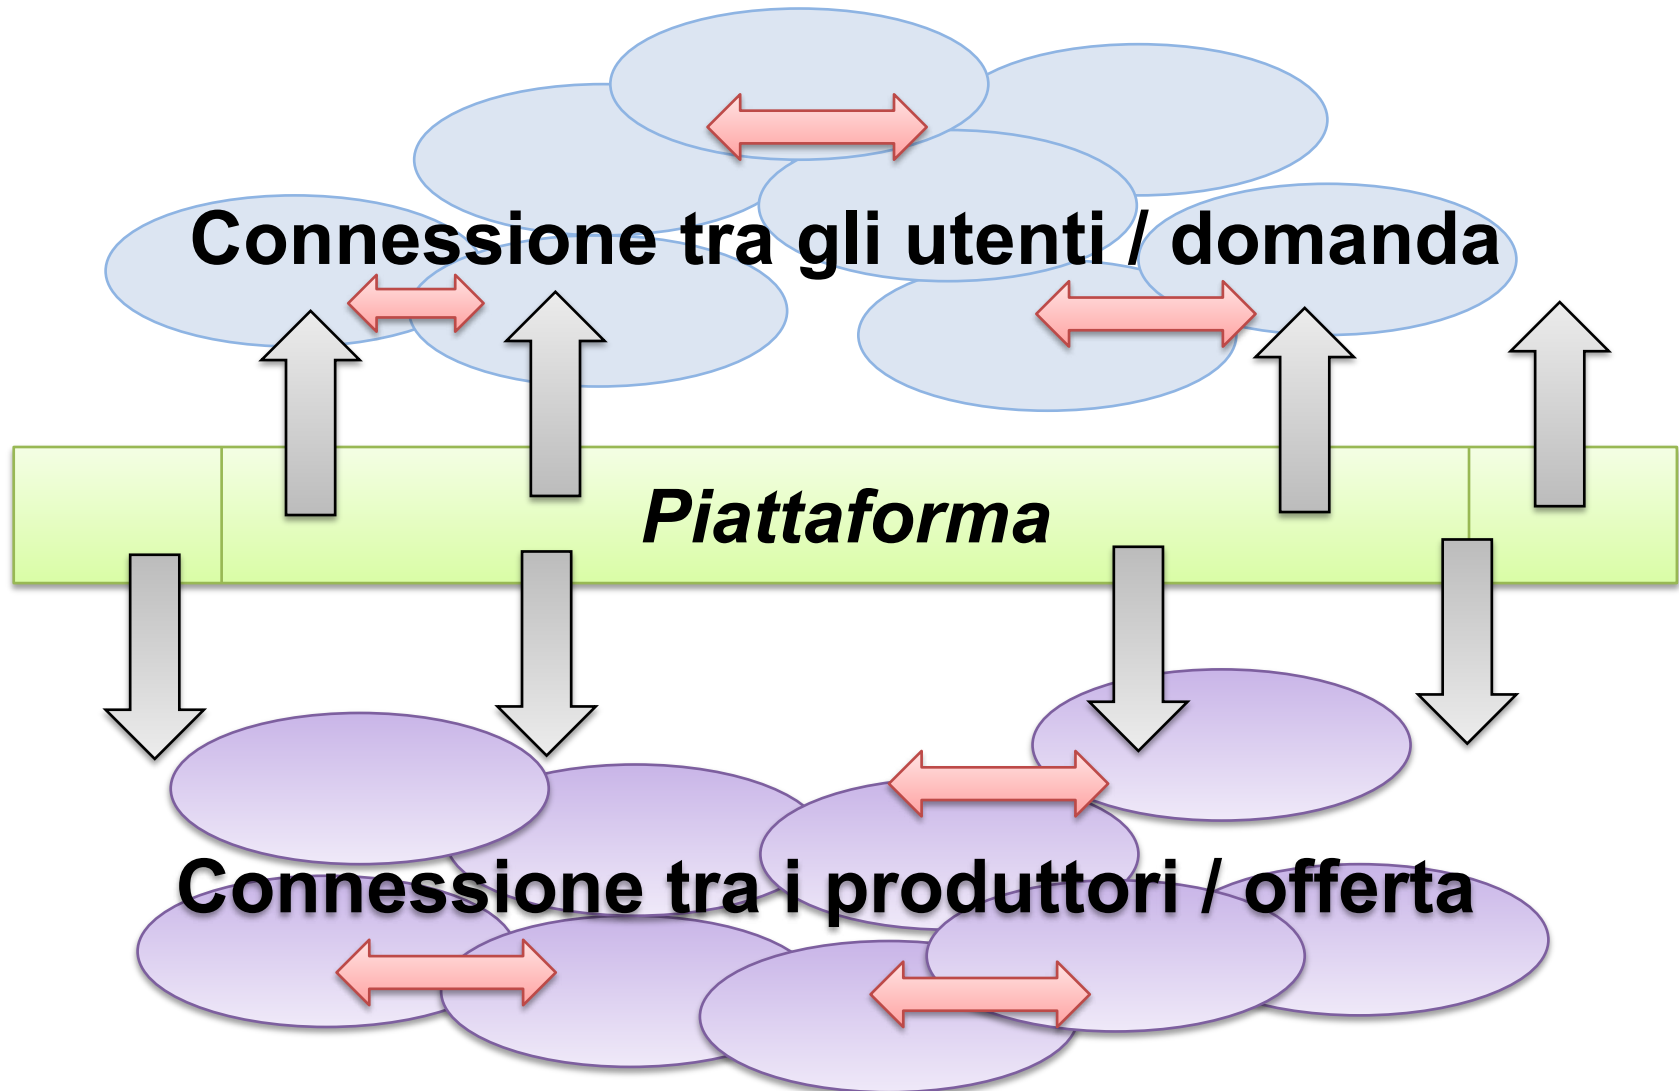 Connessione tra gli utenti / domanda
Piattaforma
Connessione tra i produttori / offerta